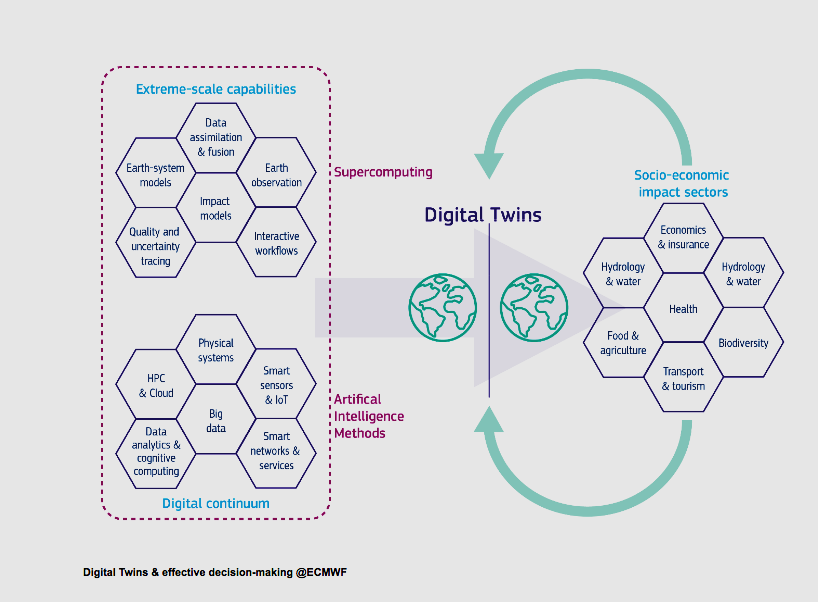 Extreme-scale capabilities
Data
assimilation
& fusion
Earth-system
models
Earth
observation
Impact
models
Quality and
uncertainty
tracing
Interactive
workflows
Supercomputing
Physical
systems
HPC
& Cloud
Smart
sensors
& IoT
Big
data
Data
analytics &
cognitive
computing
Smart
networks &
services
Digital continuum
Artifical
Intelligence
Methods
Digital Twins
Socio-economic
impact sectors
Economics
& insurance
Hydrology
& water
Hydrology
& water
Health
Food &
agriculture
Biodiversity
Transport
& tourism
Digital Twins & effective decision-making @ECMWF